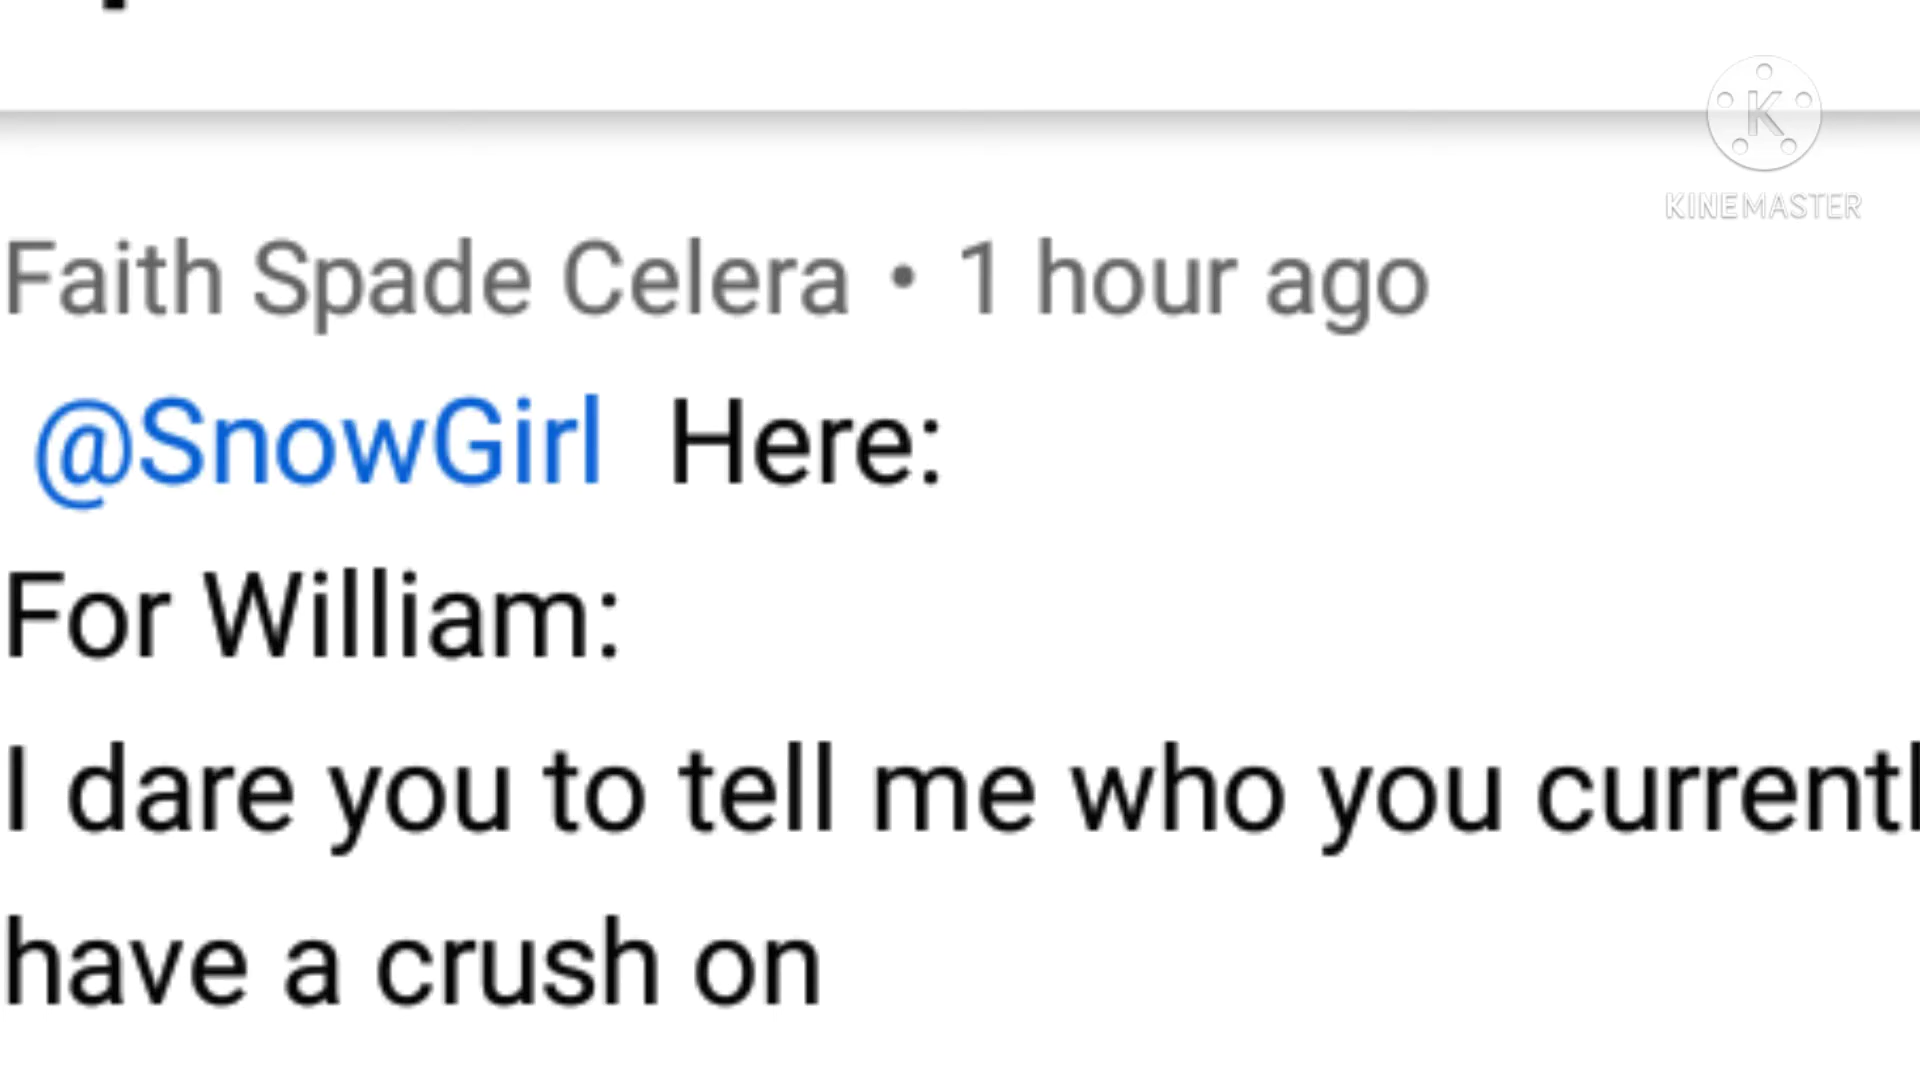 KINEMASTER
Faith Spade Celera • 1 hour ago
@SnowGirl Here:
For William:
I dare you to tell me who you currentl
have a crush on